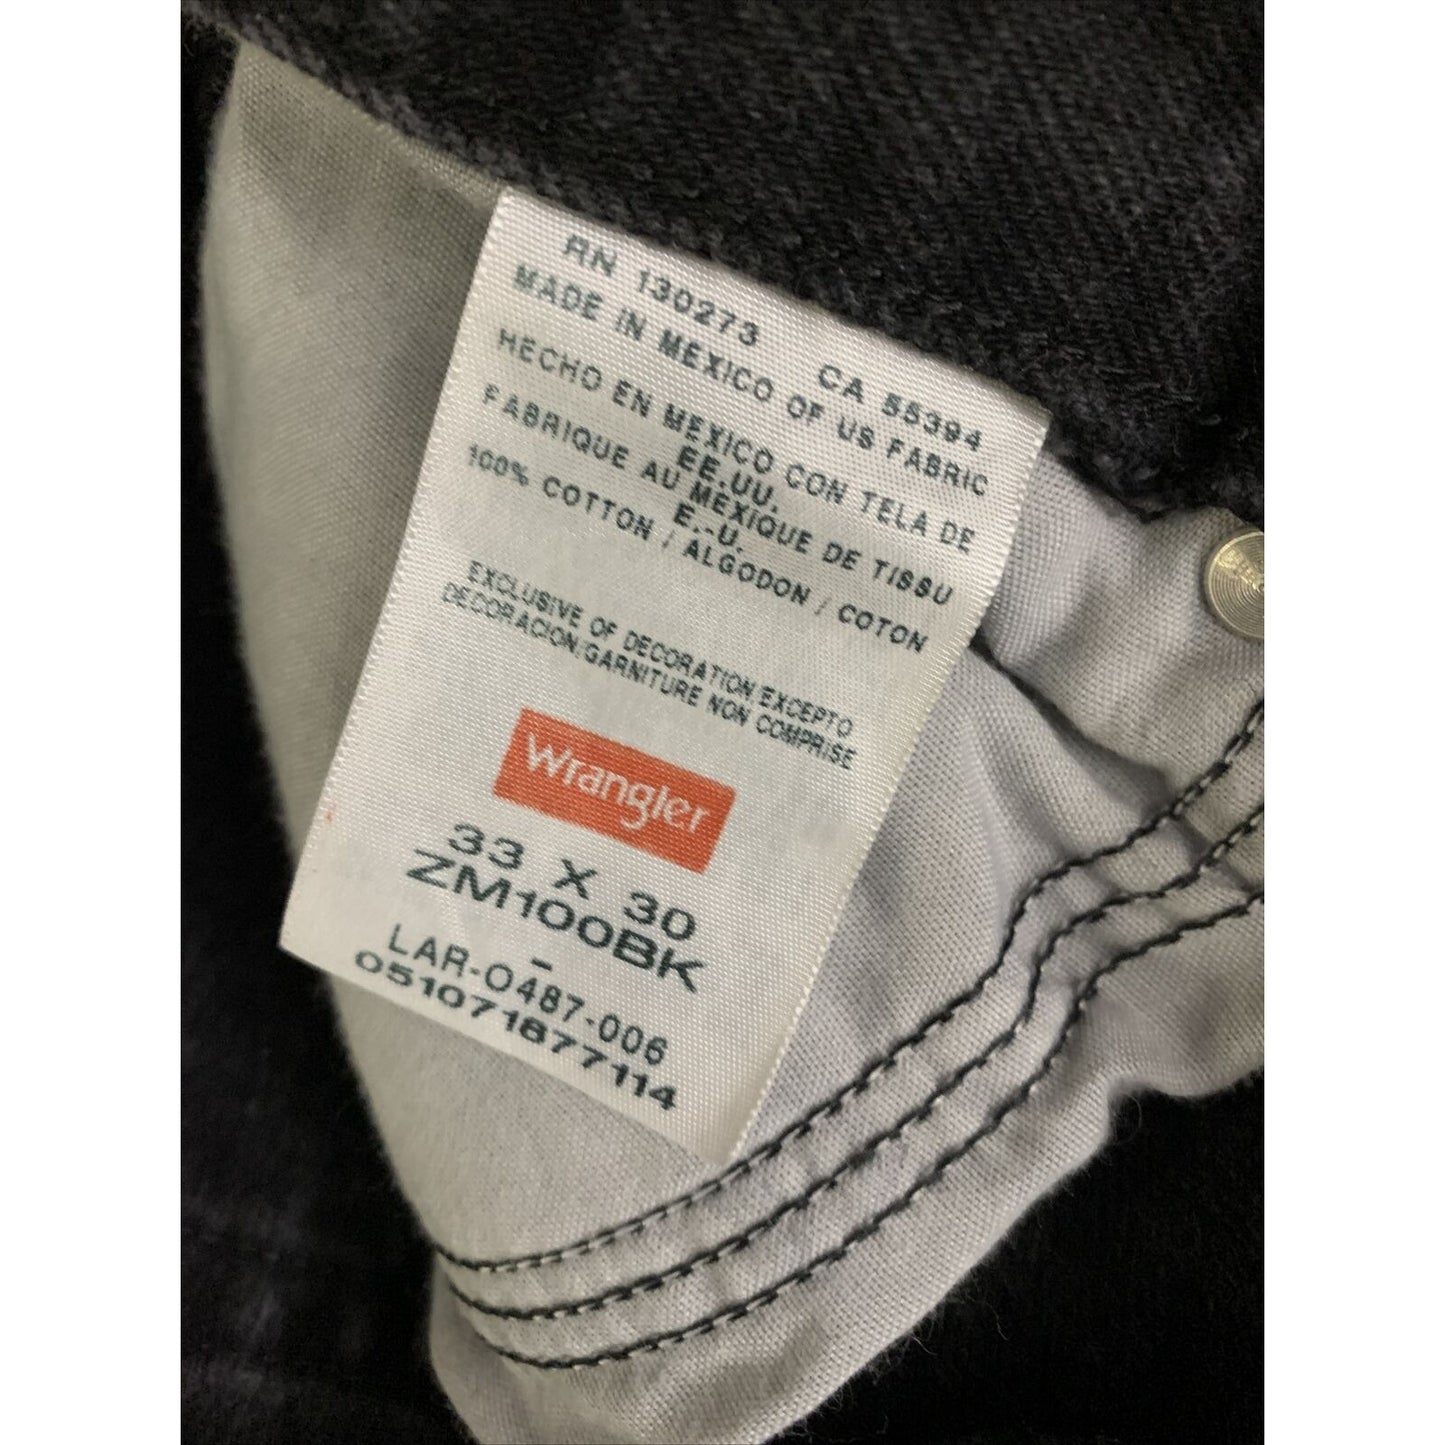 RN 130273 CA 55394
MADE IN MEXICO OF US FABRIC
HECHO EN MEXICO CON TELA DE
EE.UU.
FABRIQUE AU MEXIQUE DE TISSU
E.-U.
100% COTTON / ALGODON / COTON
EXCLUSIVE OF DECORATION/EXCEPTO
DECORACION/GARNITURE NON COMPRISE
Wrangler
33 X 30
ZM100BK
-
LAR-0487-006
051071877114